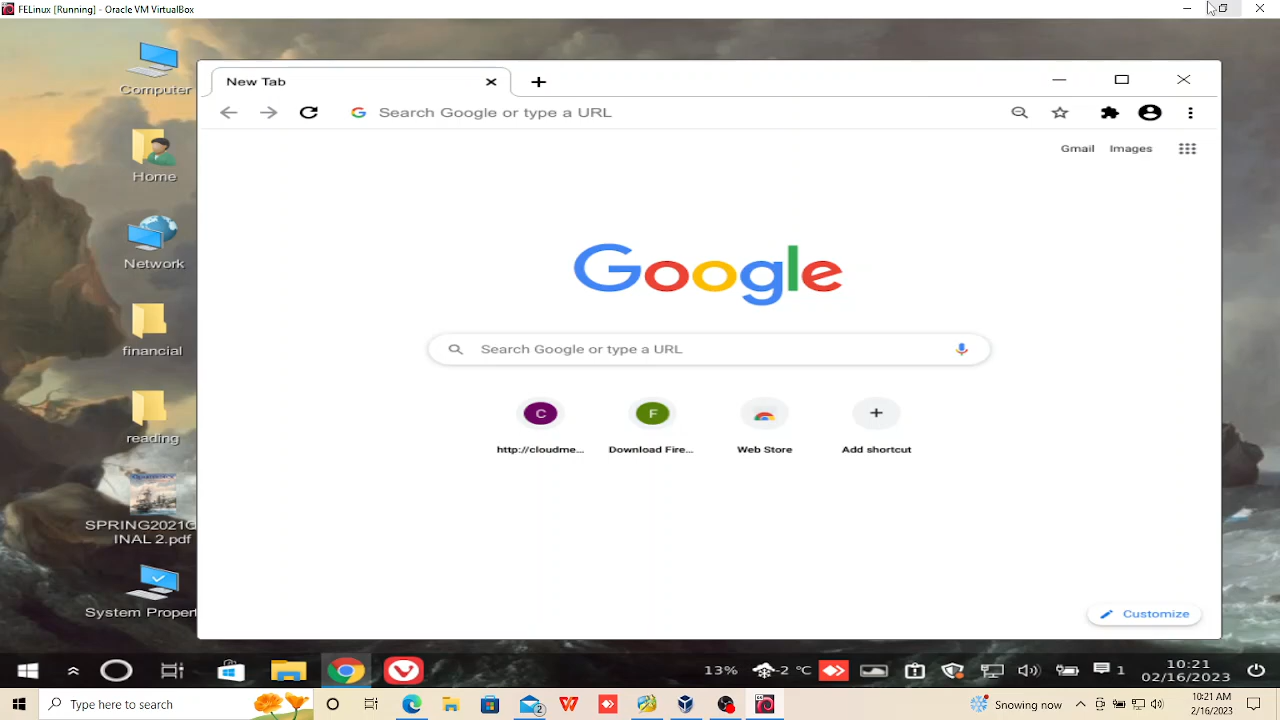 FELinux [Running] - Oracle VM VirtualBox
Computer
Home
Network
financial
reading
SPRING2021G
INAL 2.pdf
System Propert
New Tab
Search Google or type a URL
Gmail Images
Google
Search Google or type a URL
C
F
http://cloudme...
Download Fire...
Web Store
Add shortcut
Customize
13%
-2 °C
1
10:21
02/16/2023
Type here to search
2
Snowing now
10:21 AM
2/16/2023